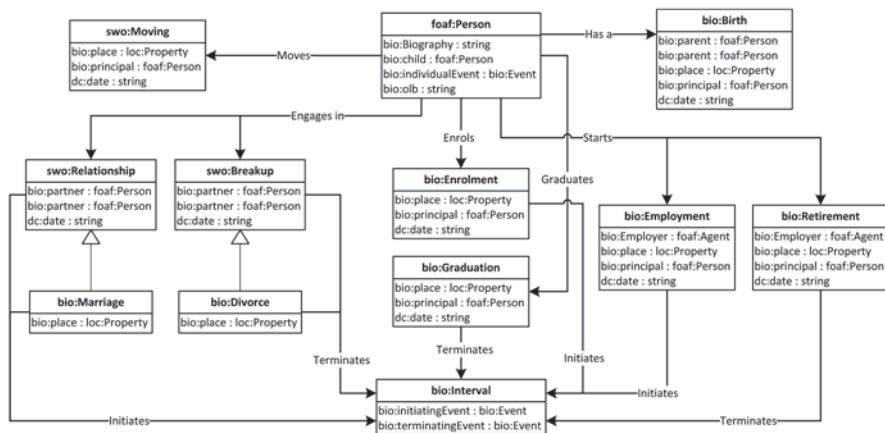 swo:Moving
bio:place : loc:Property
bio:principal : foaf:Person
dc:date : string
foaf:Person
bio:Biography : string
bio:child : foaf:Person
bio:individualEvent : bio:Event
bio:olb : string
bio:Birth
bio:parent : foaf:Person
bio:parent : foaf:Person
bio:place : loc:Property
bio:principal : foaf:Person
dc:date : string
Moves
Has a
Engages in
Enrols
Starts
Graduates
swo:Relationship
bio:partner : foaf:Person
bio:partner : foaf:Person
dc:date : string
swo:Breakup
bio:partner : foaf:Person
bio:partner : foaf:Person
dc:date : string
bio:Enrolment
bio:place : loc:Property
bio:principal : foaf:Person
dc:date : string
bio:Employment
bio:Employer : foaf:Agent
bio:place : loc:Property
bio:principal : foaf:Person
dc:date : string
bio:Retirement
bio:Employer : foaf:Agent
bio:place : loc:Property
bio:principal : foaf:Person
dc:date : string
bio:Marriage
bio:place : loc:Property
bio:Divorce
bio:place : loc:Property
bio:Graduation
bio:place : loc:Property
bio:principal : foaf:Person
dc:date : string
Terminates
Terminates
Initiates
bio:Interval
bio:initiatingEvent : bio:Event
bio:terminatingEvent : bio:Event
Initiates
Initiates
Terminates